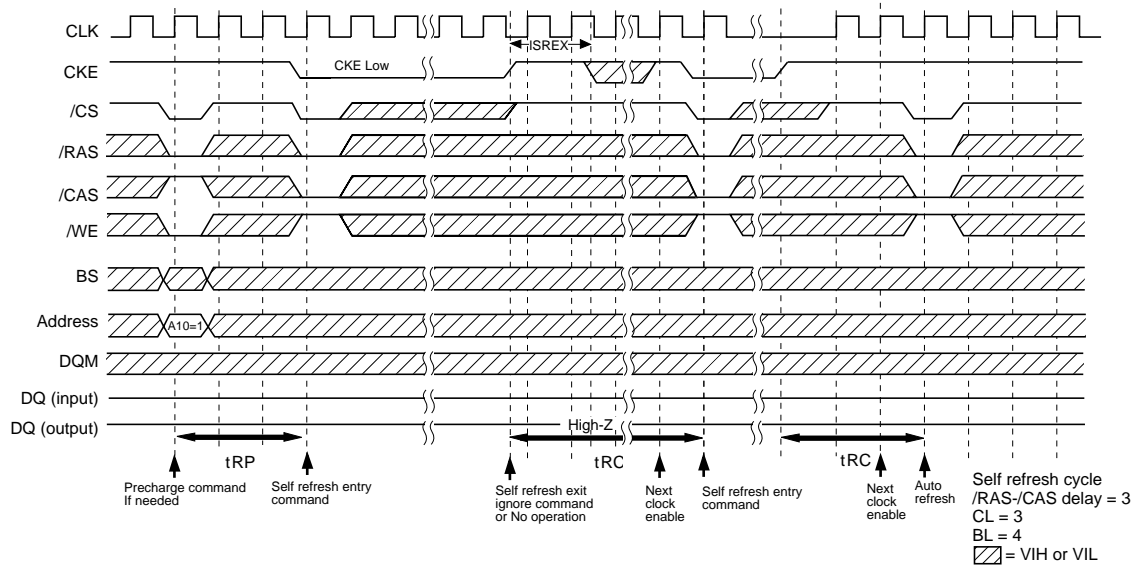 CLK
ISREX
CKE
CKE Low
/CS
/RAS
/CAS
/WE
BS
Address
A10=1
DQM
DQ (input)
DQ (output)
High-Z
tRP
tRC
tRC
Precharge command
If needed
Self refresh entry
command
Self refresh exit
ignore command
or No operation
Next
clock
enable
Self refresh entry
command
Next
clock
enable
Auto
refresh
Self refresh cycle
/RAS-/CAS delay = 3
CL = 3
BL = 4
= VIH or VIL